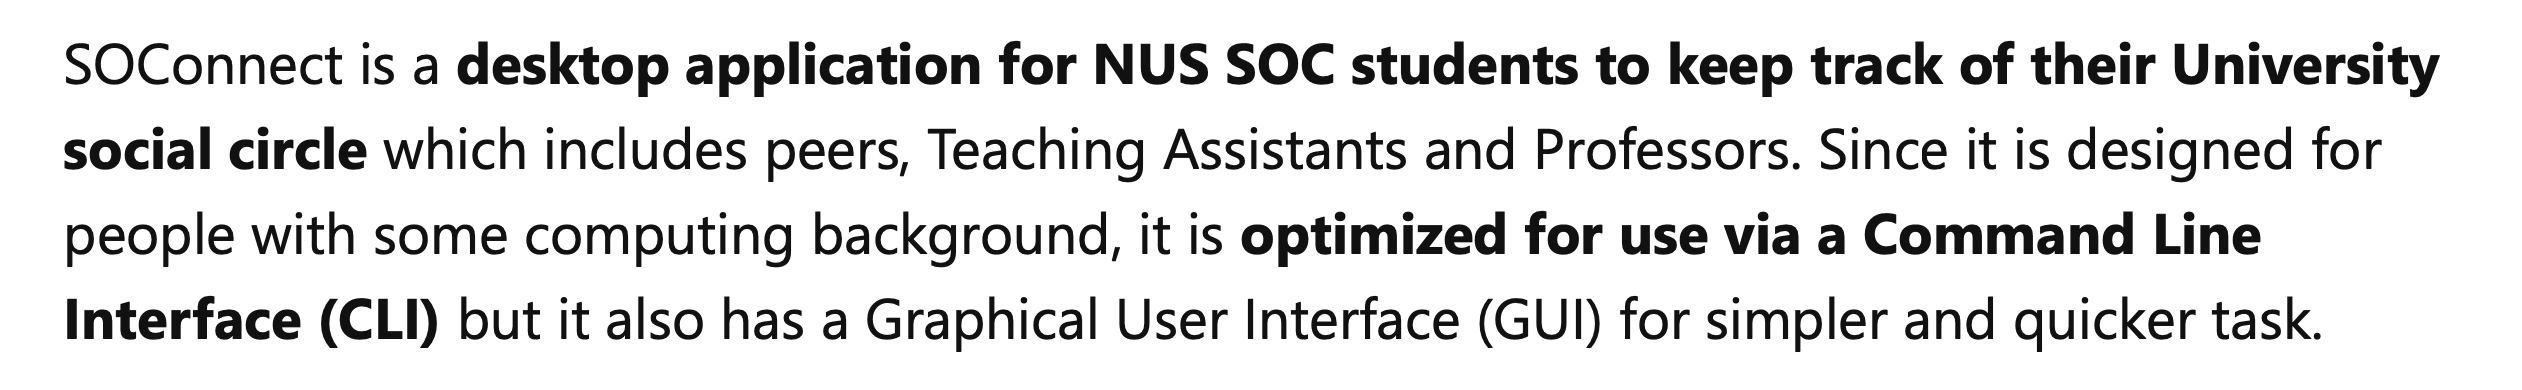 SOConnect is a desktop application for NUS SOC students to keep track of their University
social circle which includes peers, Teaching Assistants and Professors. Since it is designed for
people with some computing background, it is optimized for use via a Command Line
Interface (CLI) but it also has a Graphical User Interface (GUI) for simpler and quicker task.